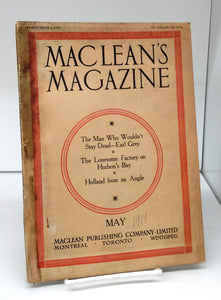 MACLEAN'S
MAGAZINE
The Man Who Wouldn't
Stay Dead—Earl Grey
The Lonesome Factory on
Hudson's Bay
Holland from an Angle
MAY 1911
MACLEAN PUBLISHING COMPANY·LIMITED
MONTREAL · TORONTO · WINNIPEG